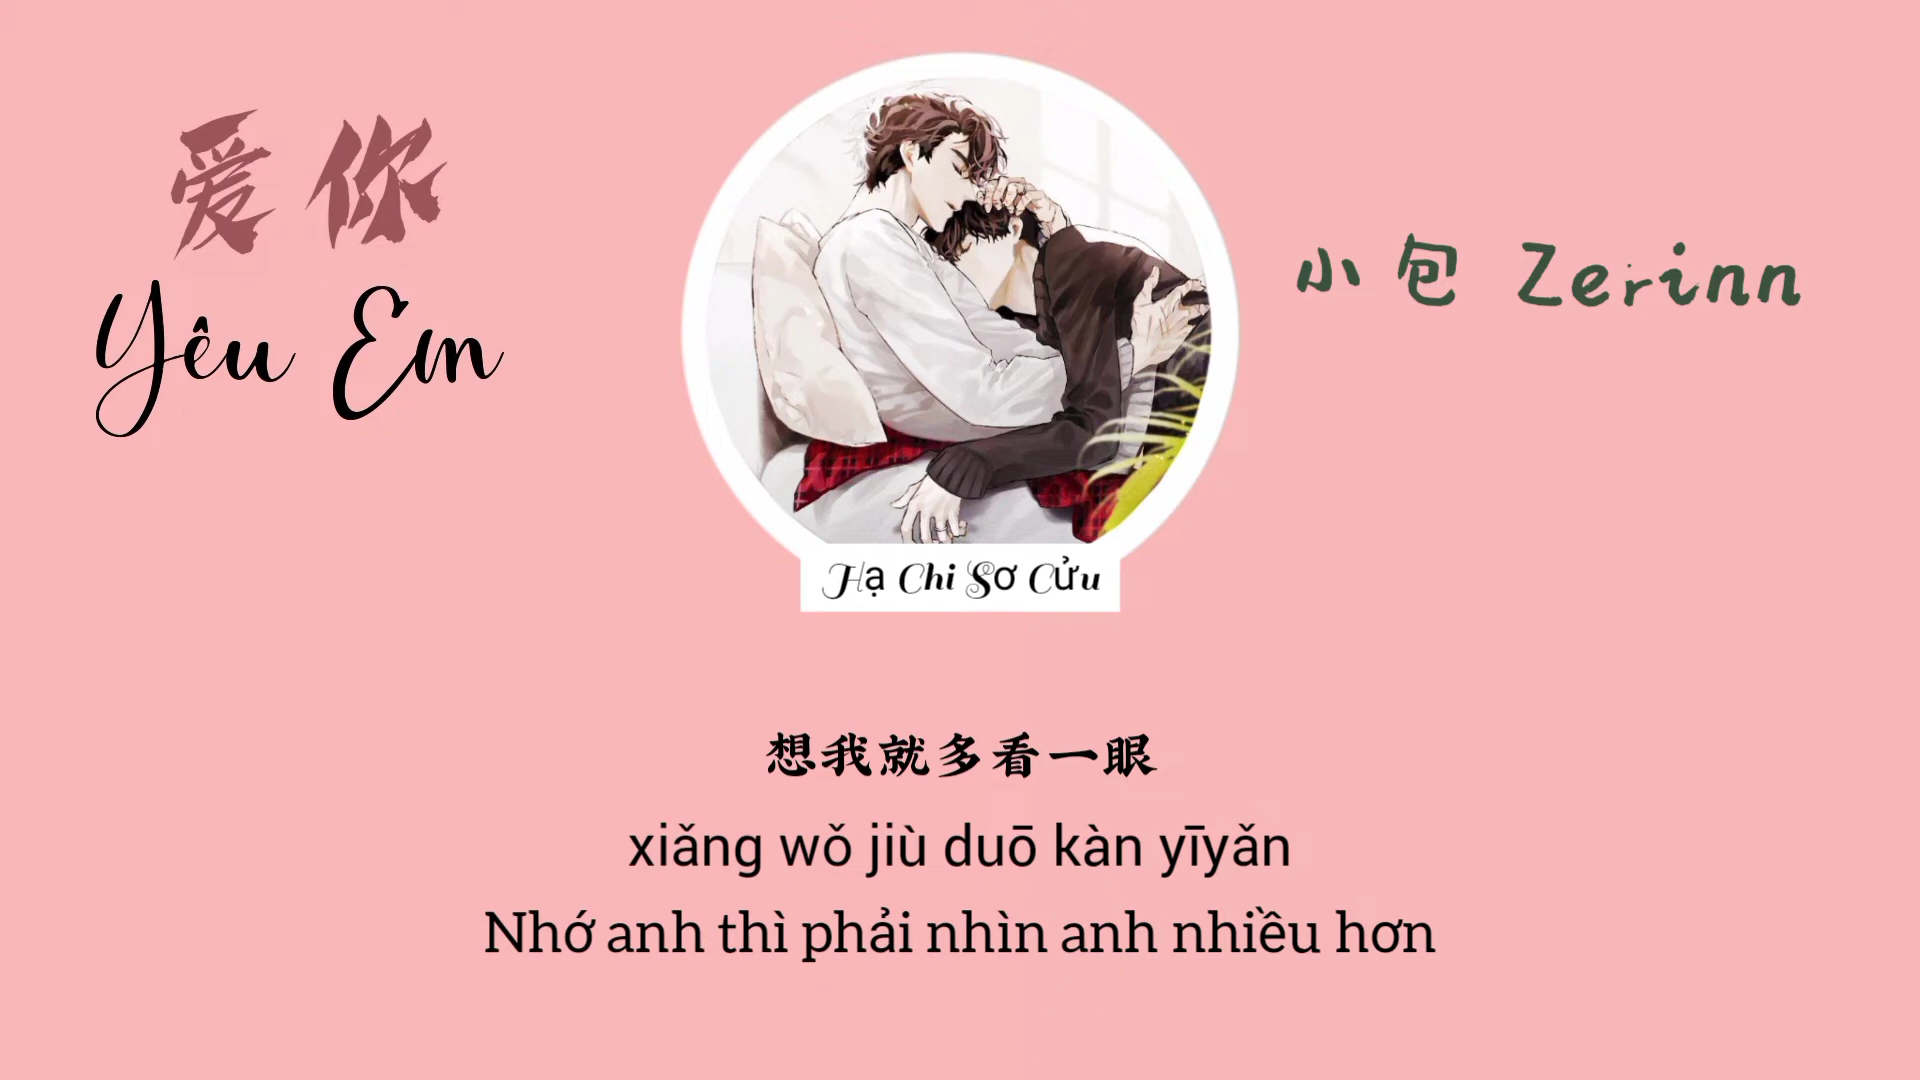 爱你
Yêu Em
小包 Zerinn
Hạ Chi Sơ Cửu
想我就多看一眼
xiǎng wǒ jiù duō kàn yīyǎn
Nhớ anh thì phải nhìn anh nhiều hơn